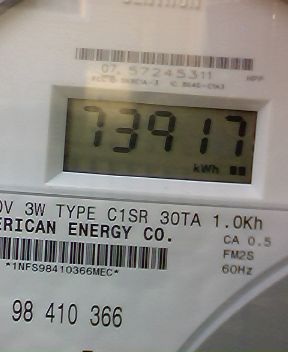 07. 57245311
HPP
73917
kWh
0V 3W TYPE C1SR 30TA 1.0Kh
ERICAN ENERGY CO.
CA 0.5
FM2S
60Hz
*1NFS98410366MEC*
98 410 366